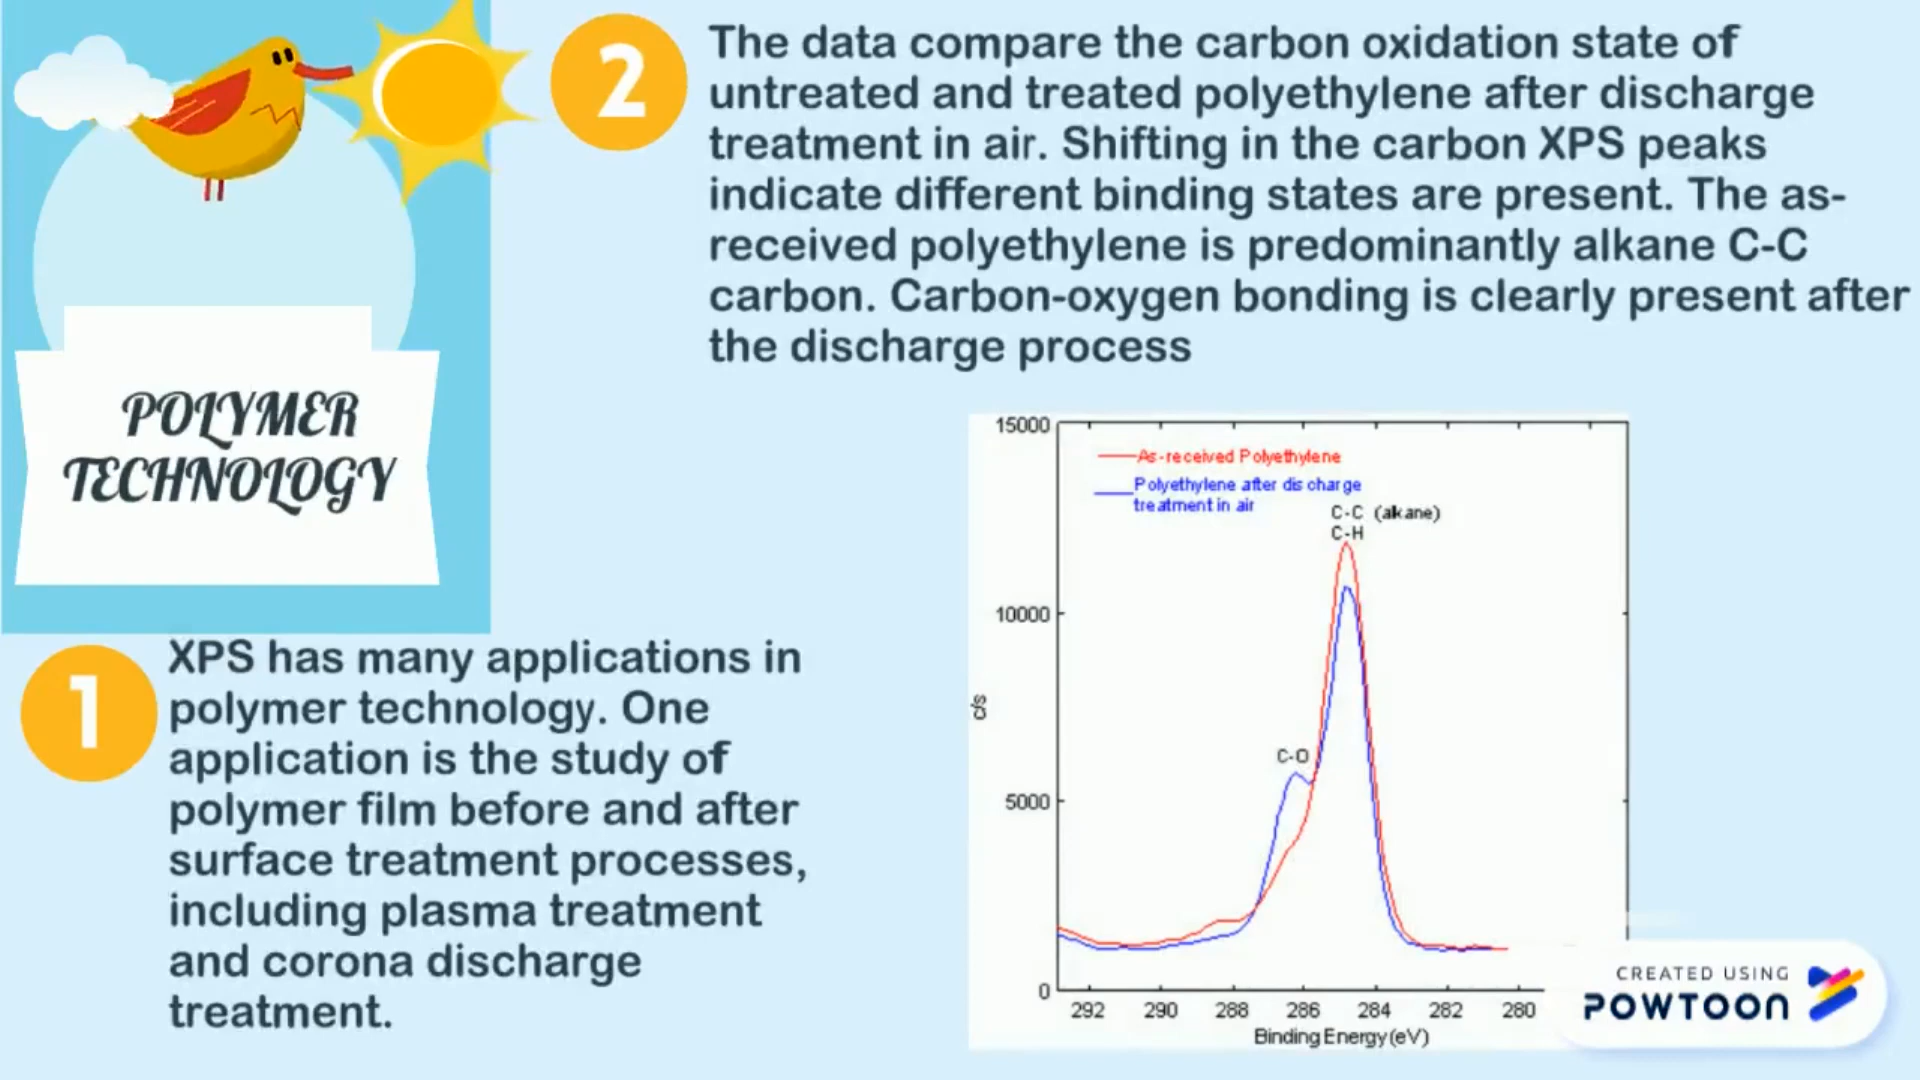 POLYMER
TECHNOLOGY
1
XPS has many applications in
polymer technology. One
application is the study of
polymer film before and after
surface treatment processes,
including plasma treatment
and corona discharge
treatment.
2
The data compare the carbon oxidation state of
untreated and treated polyethylene after discharge
treatment in air. Shifting in the carbon XPS peaks
indicate different binding states are present. The as-
received polyethylene is predominantly alkane C-C
carbon. Carbon-oxygen bonding is clearly present after
the discharge process
15000
10000
5000
0
c/s
As-received Polyethylene
Polyethylene after discharge
treatment in air
C-C (alkane)
C-H
C-O
292 290 288 286 284 282 280
Binding Energy (eV)
CREATED USING
POWTOON